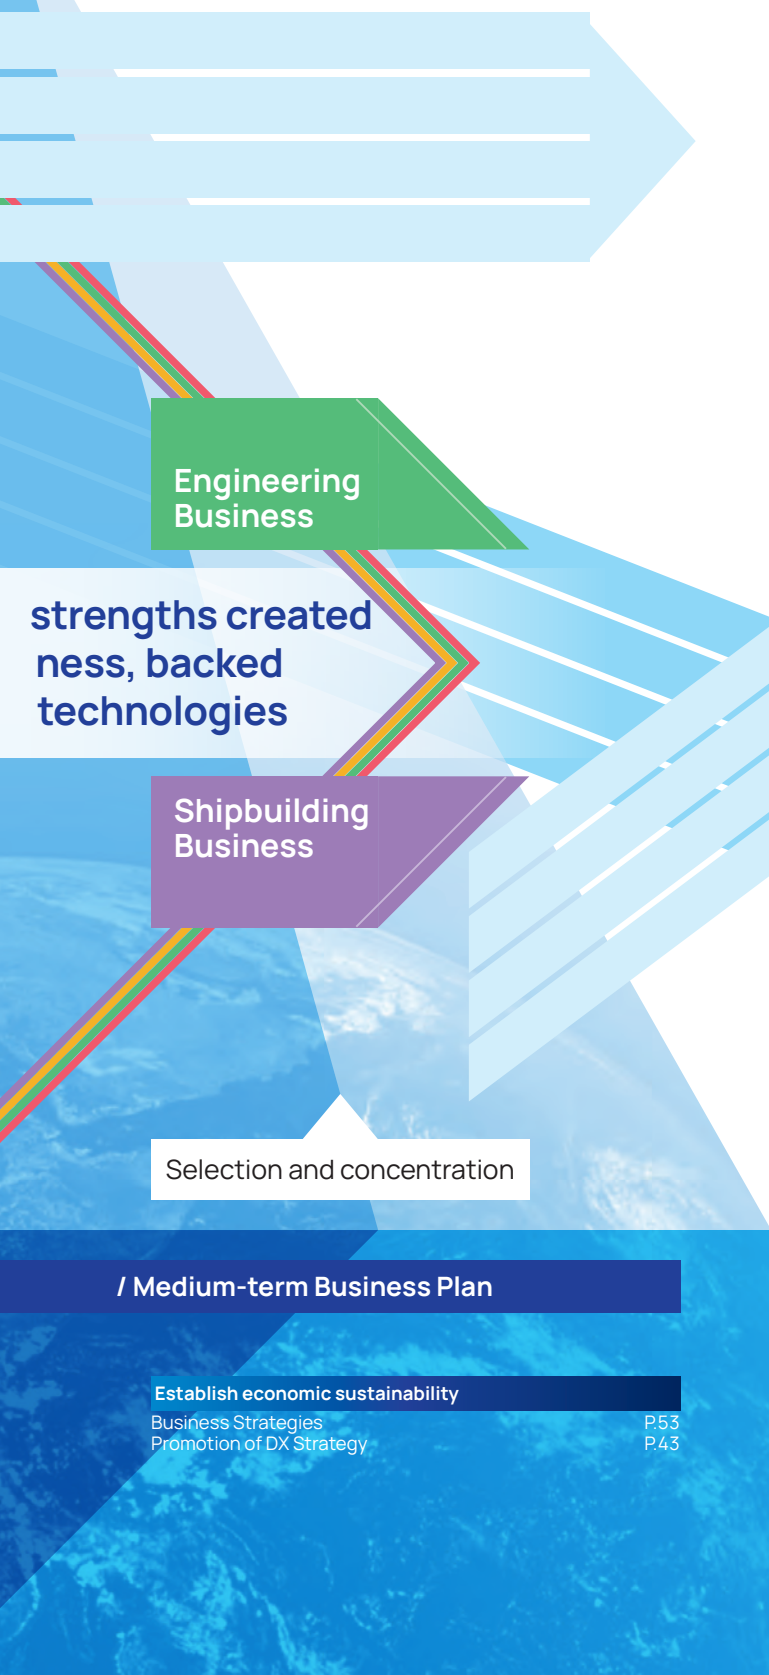 Engineering
Business
strengths created
ness, backed
technologies
Shipbuilding
Business
Selection and concentration
/ Medium-term Business Plan
Establish economic sustainability
Business Strategies P.53
Promotion of DX Strategy P.43